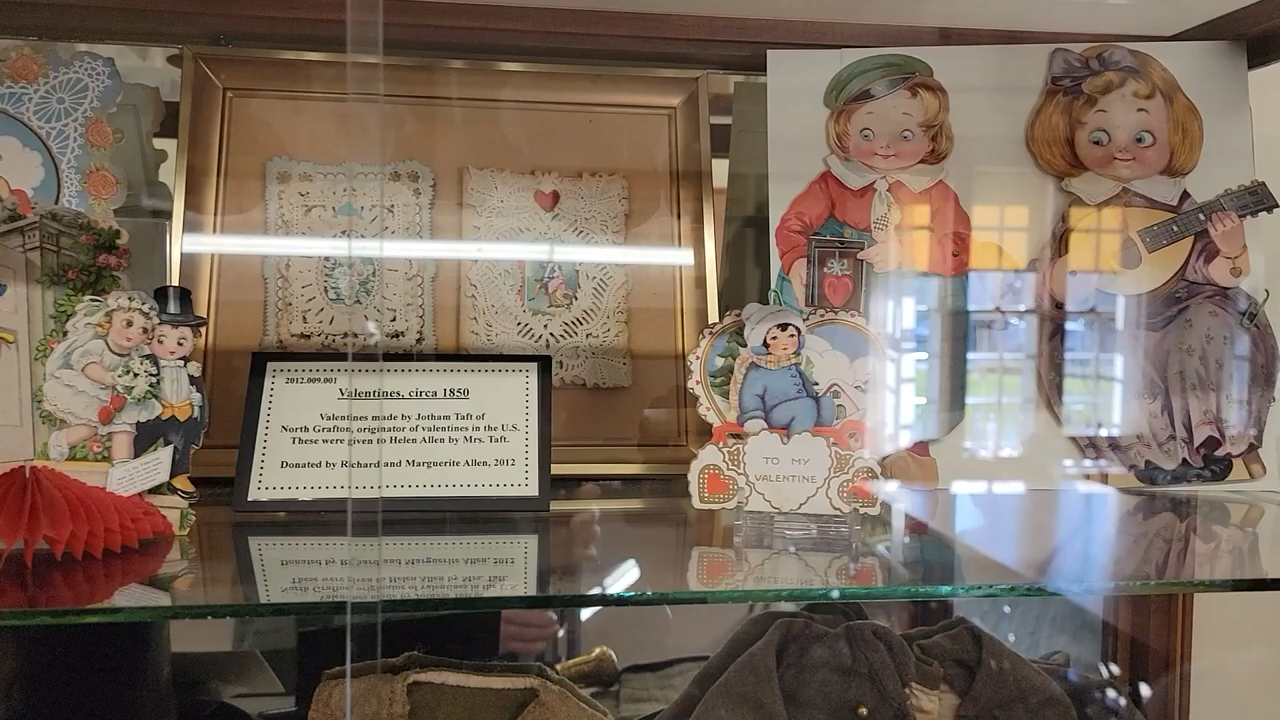 2012.009.001
Valentines, circa 1850
Valentines made by Jotham Taft of
North Grafton, originator of valentines in the U.S.
These were given to Helen Allen by Mrs. Taft.
Donated by Richard and Marguerite Allen, 2012
TO MY
VALENTINE